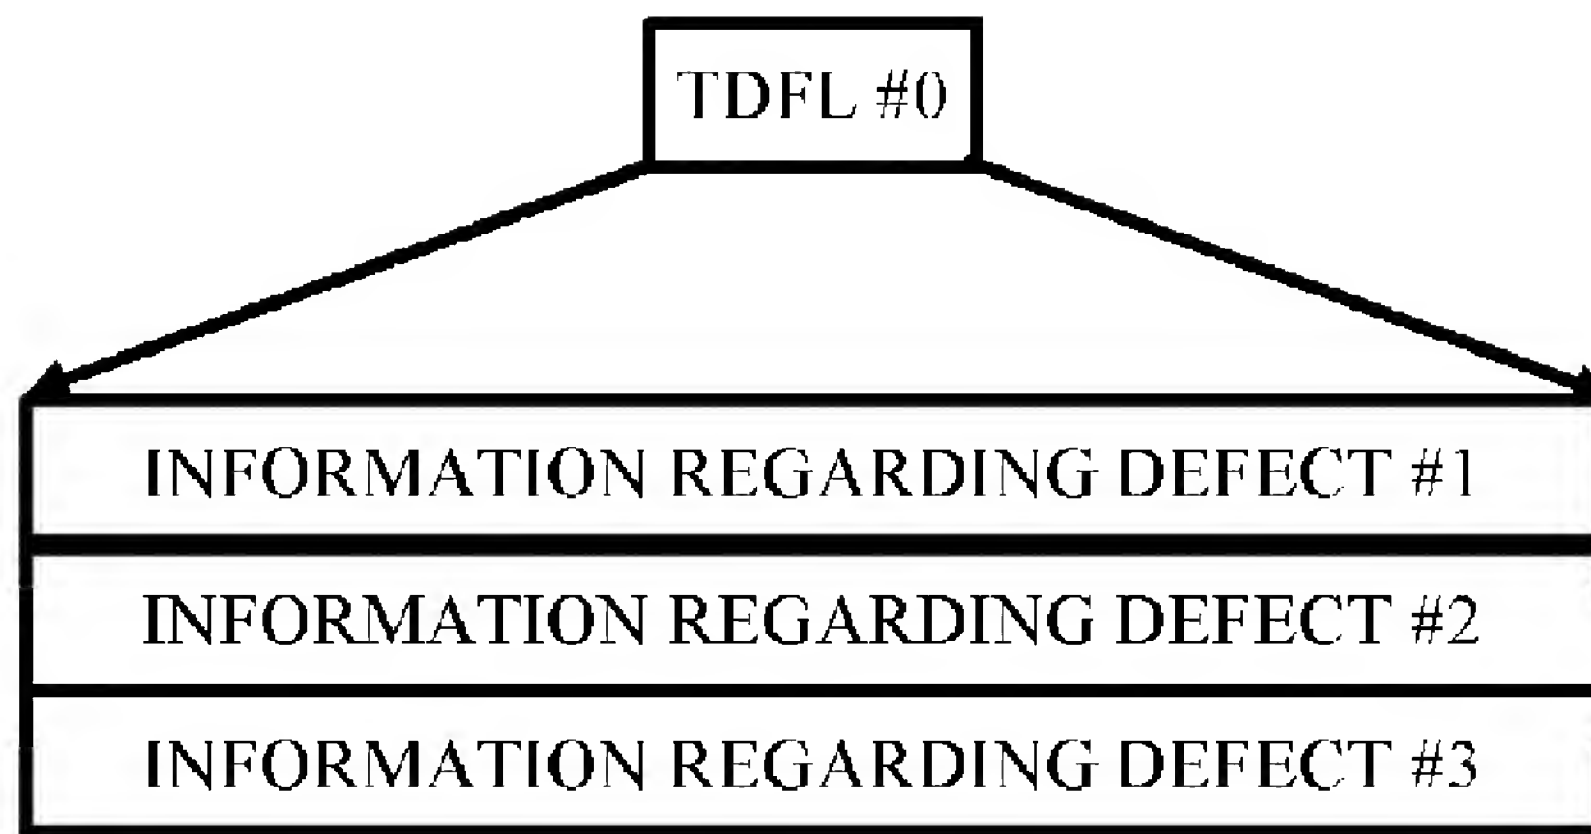 TDFL #0
INFORMATION REGARDING DEFECT #1
INFORMATION REGARDING DEFECT #2
INFORMATION REGARDING DEFECT #3